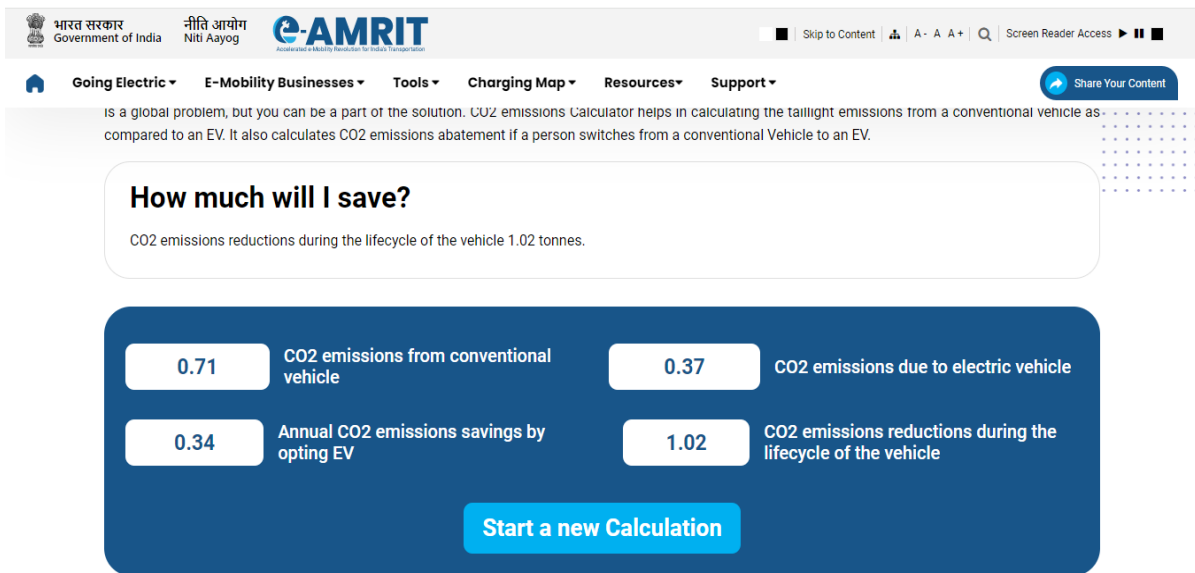 भारत सरकार
Government of India
नीति आयोग
Niti Aayog
e-AMRIT
Accelerated e-Mobility Revolution for India's Transportation
Skip to Content
A- A A+
Screen Reader Access
Going Electric
E-Mobility Businesses
Tools
Charging Map
Resources
Support
Share Your Content
is a global problem, but you can be a part of the solution. CO2 emissions Calculator helps in calculating the taillight emissions from a conventional vehicle as
compared to an EV. It also calculates CO2 emissions abatement if a person switches from a conventional Vehicle to an EV.
How much will I save?
CO2 emissions reductions during the lifecycle of the vehicle 1.02 tonnes.
0.71
CO2 emissions from conventional
vehicle
0.37
CO2 emissions due to electric vehicle
0.34
Annual CO2 emissions savings by
opting EV
1.02
CO2 emissions reductions during the
lifecycle of the vehicle
Start a new Calculation